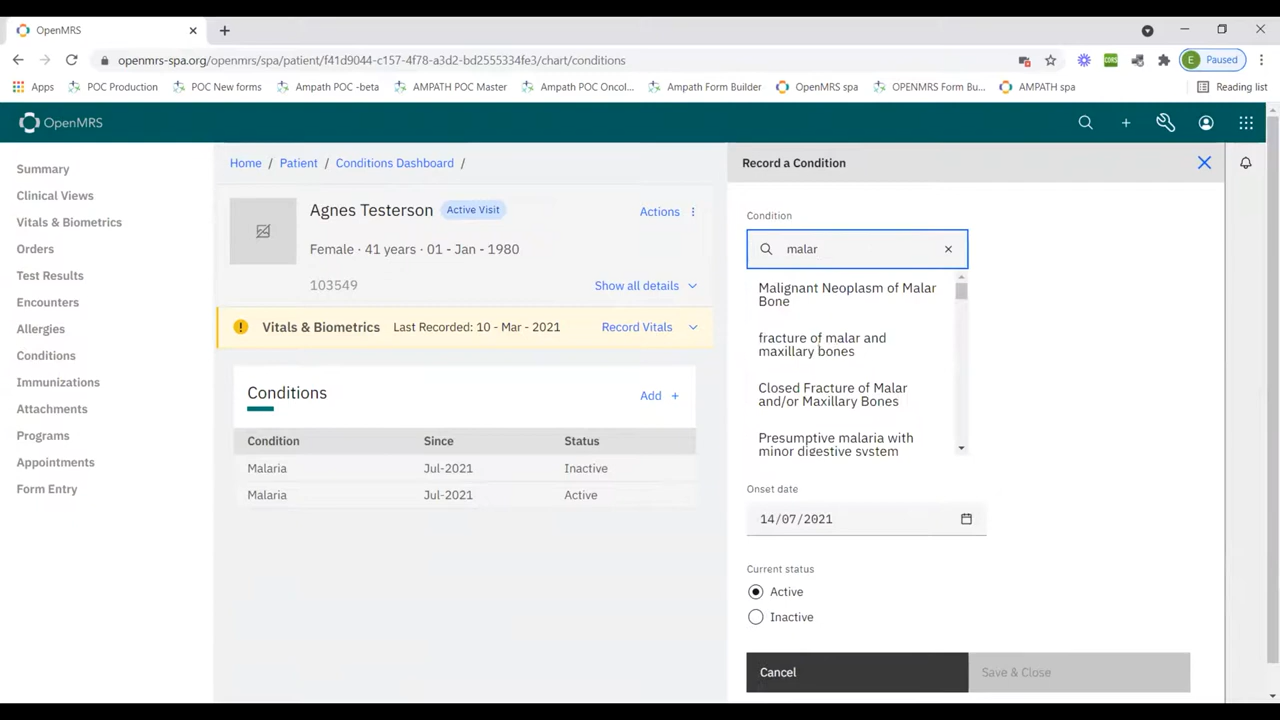 OpenMRS
openmrs-spa.org/openmrs/spa/patient/f41d9044-c157-4f78-a3d2-bd2555334fe3/chart/conditions
CORS
E Paused
Apps POC Production POC New forms Ampath POC -beta AMPATH POC Master Ampath POC Oncol... Ampath Form Builder OpenMRS spa OPENMRS Form Bu... AMPATH spa Reading list
OpenMRS
Summary
Clinical Views
Vitals & Biometrics
Orders
Test Results
Encounters
Allergies
Conditions
Immunizations
Attachments
Programs
Appointments
Form Entry
Home / Patient / Conditions Dashboard /
Agnes Testerson Active Visit Actions
Female · 41 years · 01 - Jan - 1980
103549 Show all details
Vitals & Biometrics Last Recorded: 10 - Mar - 2021 Record Vitals
Conditions Add +
Condition Since Status
Malaria Jul-2021 Inactive
Malaria Jul-2021 Active
Record a Condition
Condition
malar
Malignant Neoplasm of Malar
Bone
fracture of malar and
maxillary bones
Closed Fracture of Malar
and/or Maxillary Bones
Presumptive malaria with
minor digestive system
Onset date
14/07/2021
Current status
Active
Inactive
Cancel Save & Close